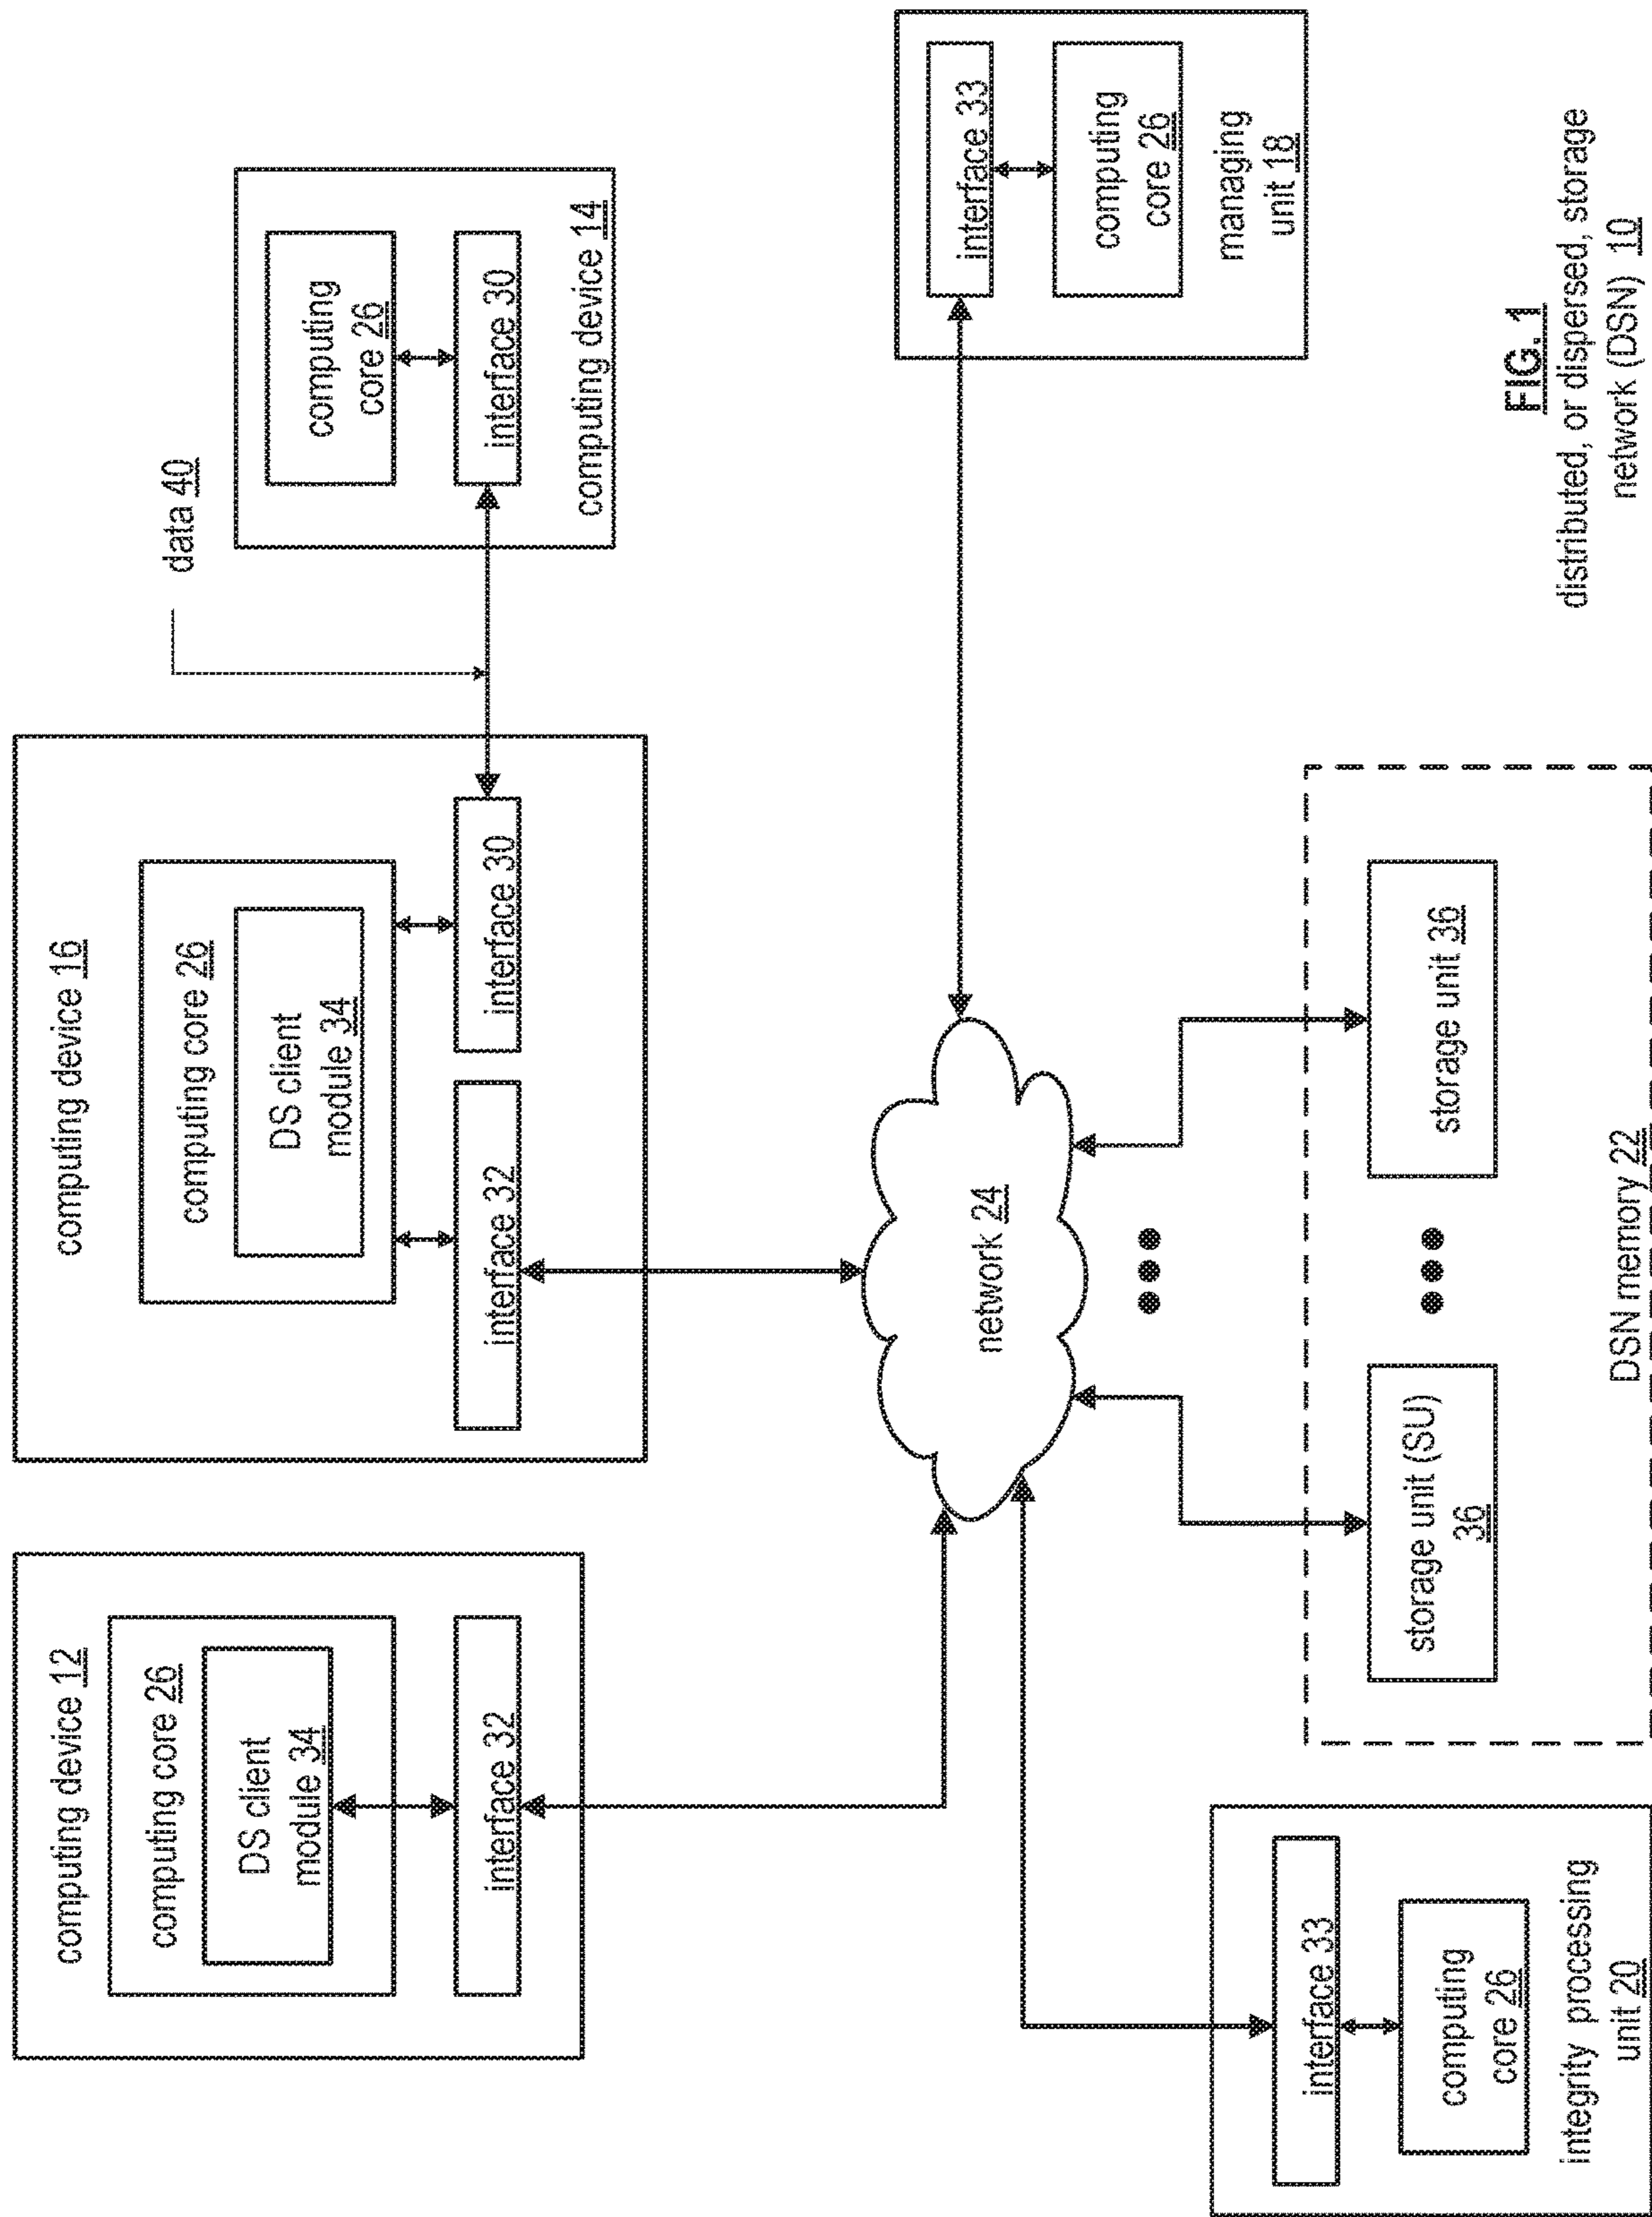 computing device 12
computing core 26
DS client
module 34
interface 32
computing device 16
computing core 26
DS client
module 34
interface 32
interface 30
data 40
computing
core 26
interface 30
computing device 14
network 24
interface 33
computing
core 26
managing
unit 18
interface 33
computing
core 26
integrity processing
unit 20
storage unit (SU)
36
storage unit 36
DSN memory 22
FIG. 1
distributed, or dispersed, storage
network (DSN) 10